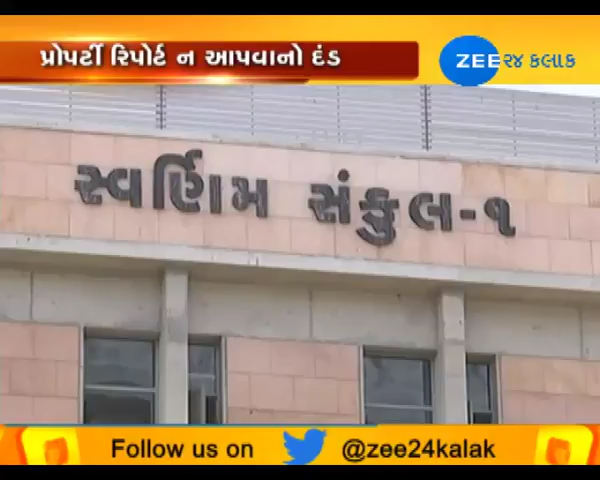 પ્રોપર્ટી રિપોર્ટ ન આપવાનો દંડ
ZEE ૨૪ કલાક
સ્વર્ણિમ સંકુલ-૧
Follow us on @zee24kalak